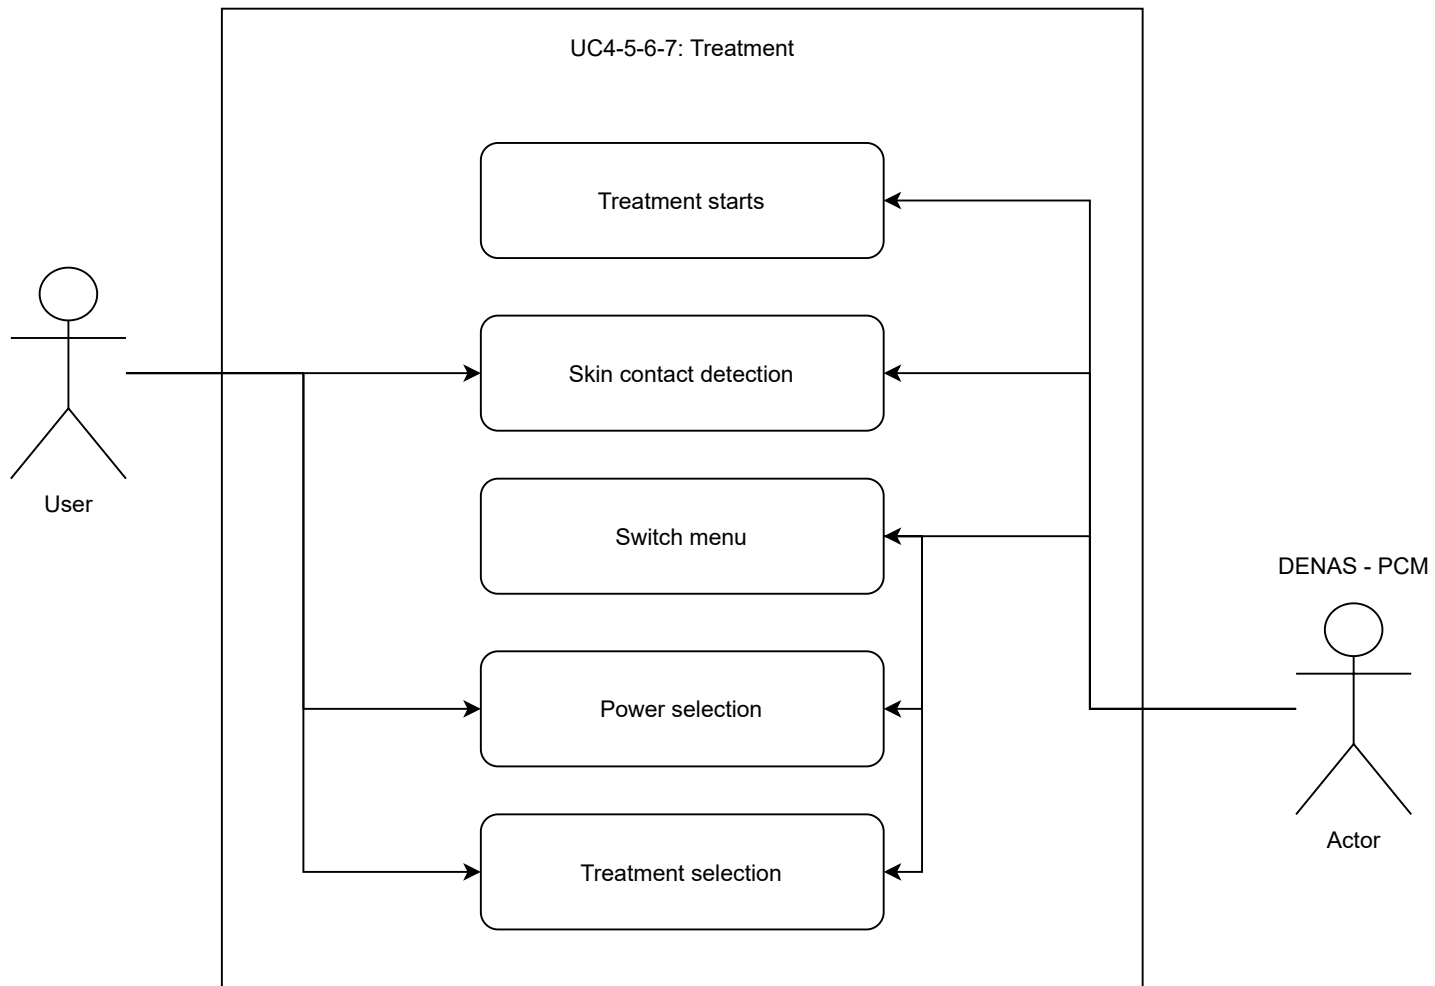 UC4-5-6-7: Treatment
Treatment starts
Skin contact detection
User
Switch menu
DENAS - PCM
Power selection
Actor
Treatment selection